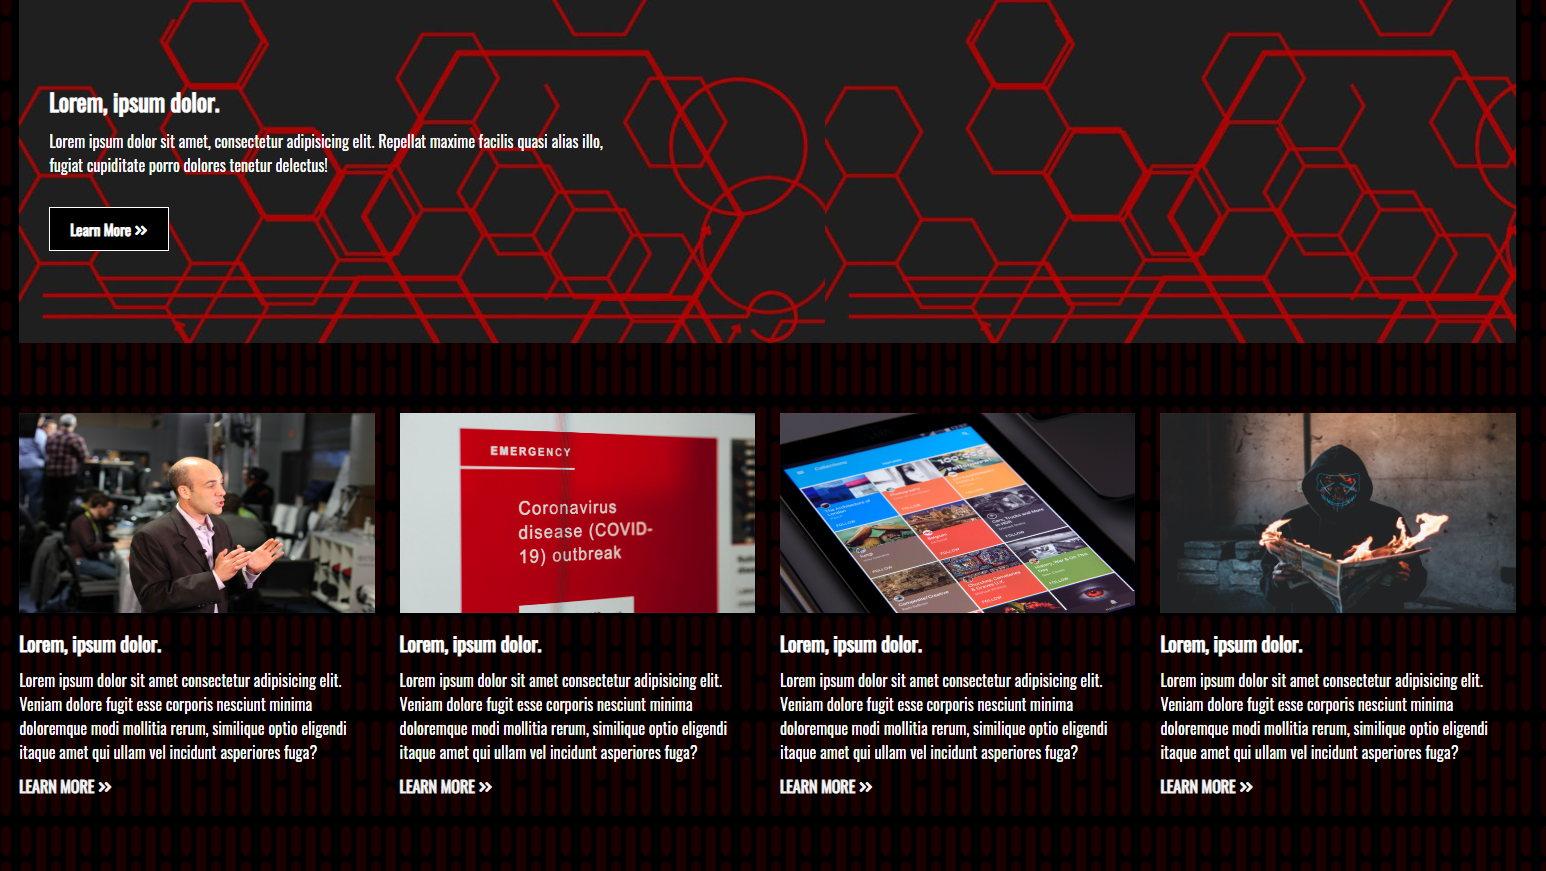 Lorem, ipsum dolor.
Lorem ipsum dolor sit amet, consectetur adipisicing elit. Repellat maxime facilis quasi alias illo,
fugiat cupiditate porro dolores tenetur delectus!
Learn More »
EMERGENCY
Coronavirus
disease (COVID-
19) outbreak
Collections
FOLLOW
FOLLOW
FOLLOW
Lorem, ipsum dolor.
Lorem ipsum dolor sit amet consectetur adipisicing elit.
Veniam dolore fugit esse corporis nesciunt minima
doloremque modi mollitia rerum, similique optio eligendi
itaque amet qui ullam vel incidunt asperiores fuga?
LEARN MORE »
Lorem, ipsum dolor.
Lorem ipsum dolor sit amet consectetur adipisicing elit.
Veniam dolore fugit esse corporis nesciunt minima
doloremque modi mollitia rerum, similique optio eligendi
itaque amet qui ullam vel incidunt asperiores fuga?
LEARN MORE »
Lorem, ipsum dolor.
Lorem ipsum dolor sit amet consectetur adipisicing elit.
Veniam dolore fugit esse corporis nesciunt minima
doloremque modi mollitia rerum, similique optio eligendi
itaque amet qui ullam vel incidunt asperiores fuga?
LEARN MORE »
Lorem, ipsum dolor.
Lorem ipsum dolor sit amet consectetur adipisicing elit.
Veniam dolore fugit esse corporis nesciunt minima
doloremque modi mollitia rerum, similique optio eligendi
itaque amet qui ullam vel incidunt asperiores fuga?
LEARN MORE »